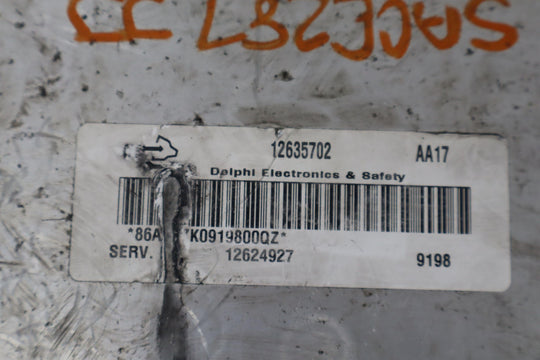 12635702 AA17
Delphi Electronics & Safety
*86A K0919800QZ*
SERV. 12624927 9198